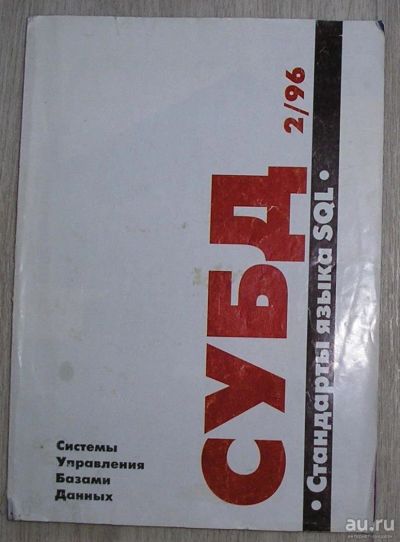 СУБД
2/96
• Стандарты языка SQL •
Системы
Управления
Базами
Данных
au.ru